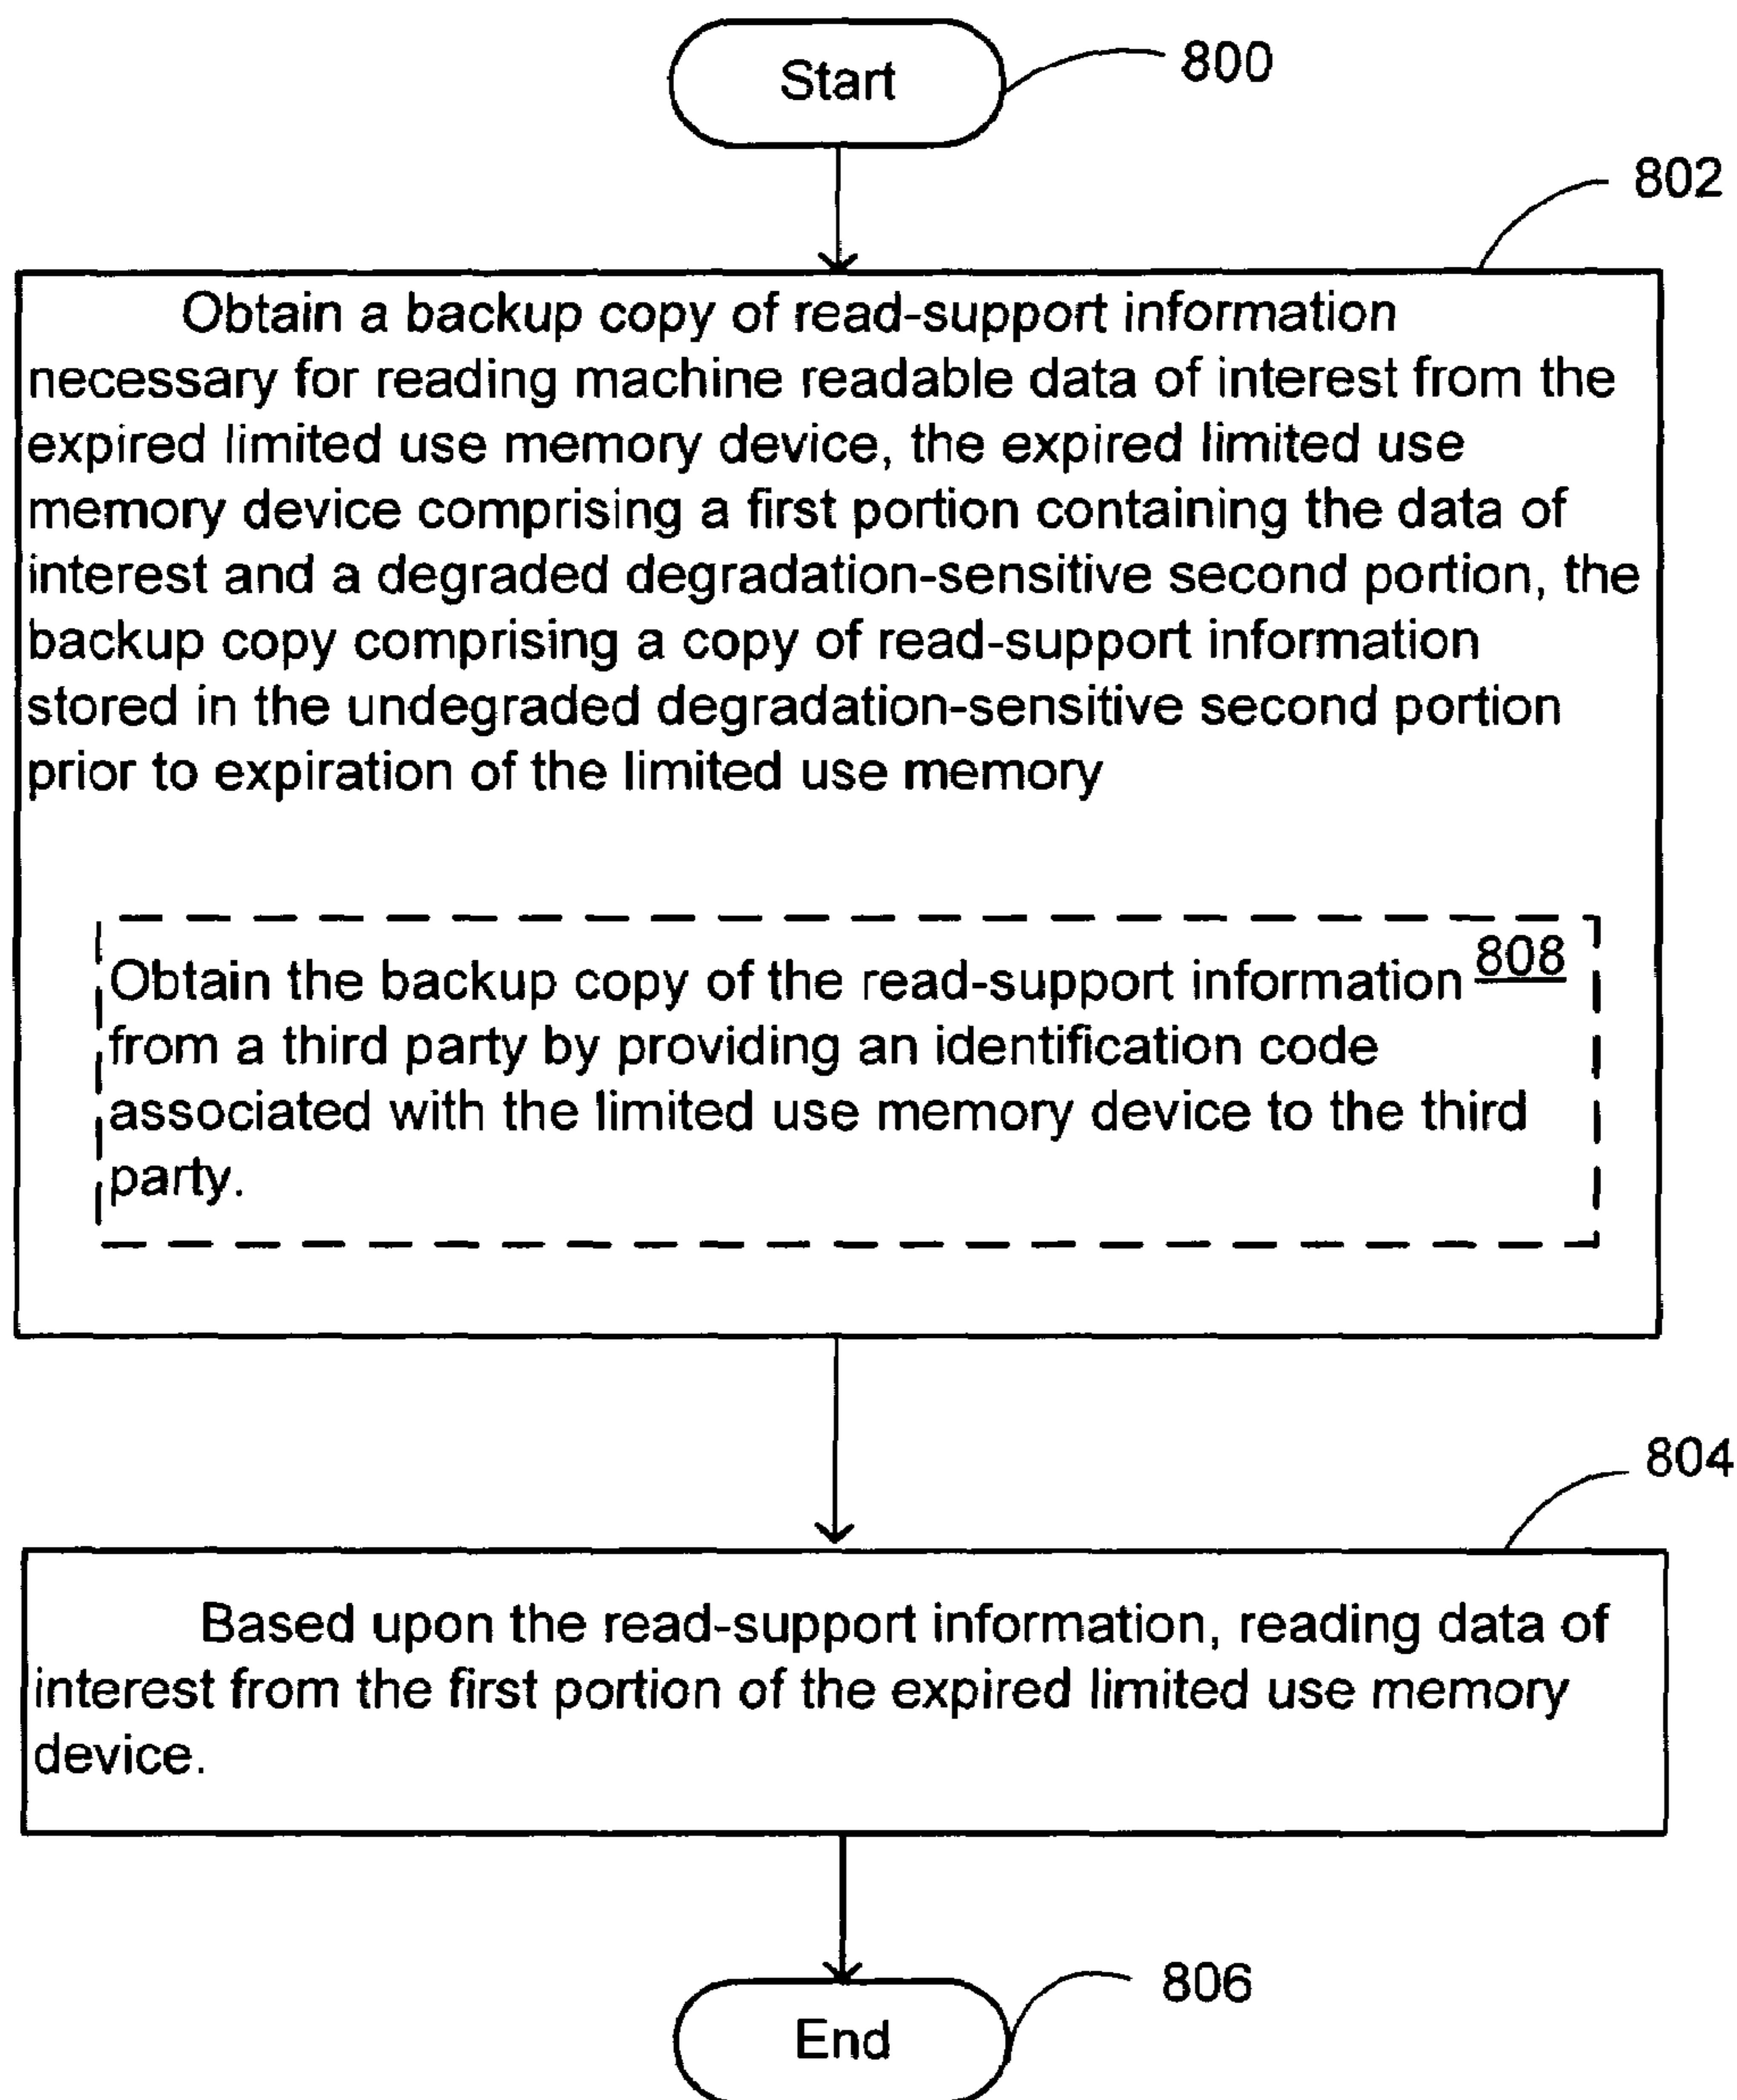 Start
800
802
Obtain a backup copy of read-support information
necessary for reading machine readable data of interest from the
expired limited use memory device, the expired limited use
memory device comprising a first portion containing the data of
interest and a degraded degradation-sensitive second portion, the
backup copy comprising a copy of read-support information
stored in the undegraded degradation-sensitive second portion
prior to expiration of the limited use memory
808
Obtain the backup copy of the read-support information
from a third party by providing an identification code
associated with the limited use memory device to the third
party.
804
Based upon the read-support information, reading data of
interest from the first portion of the expired limited use memory
device.
806
End